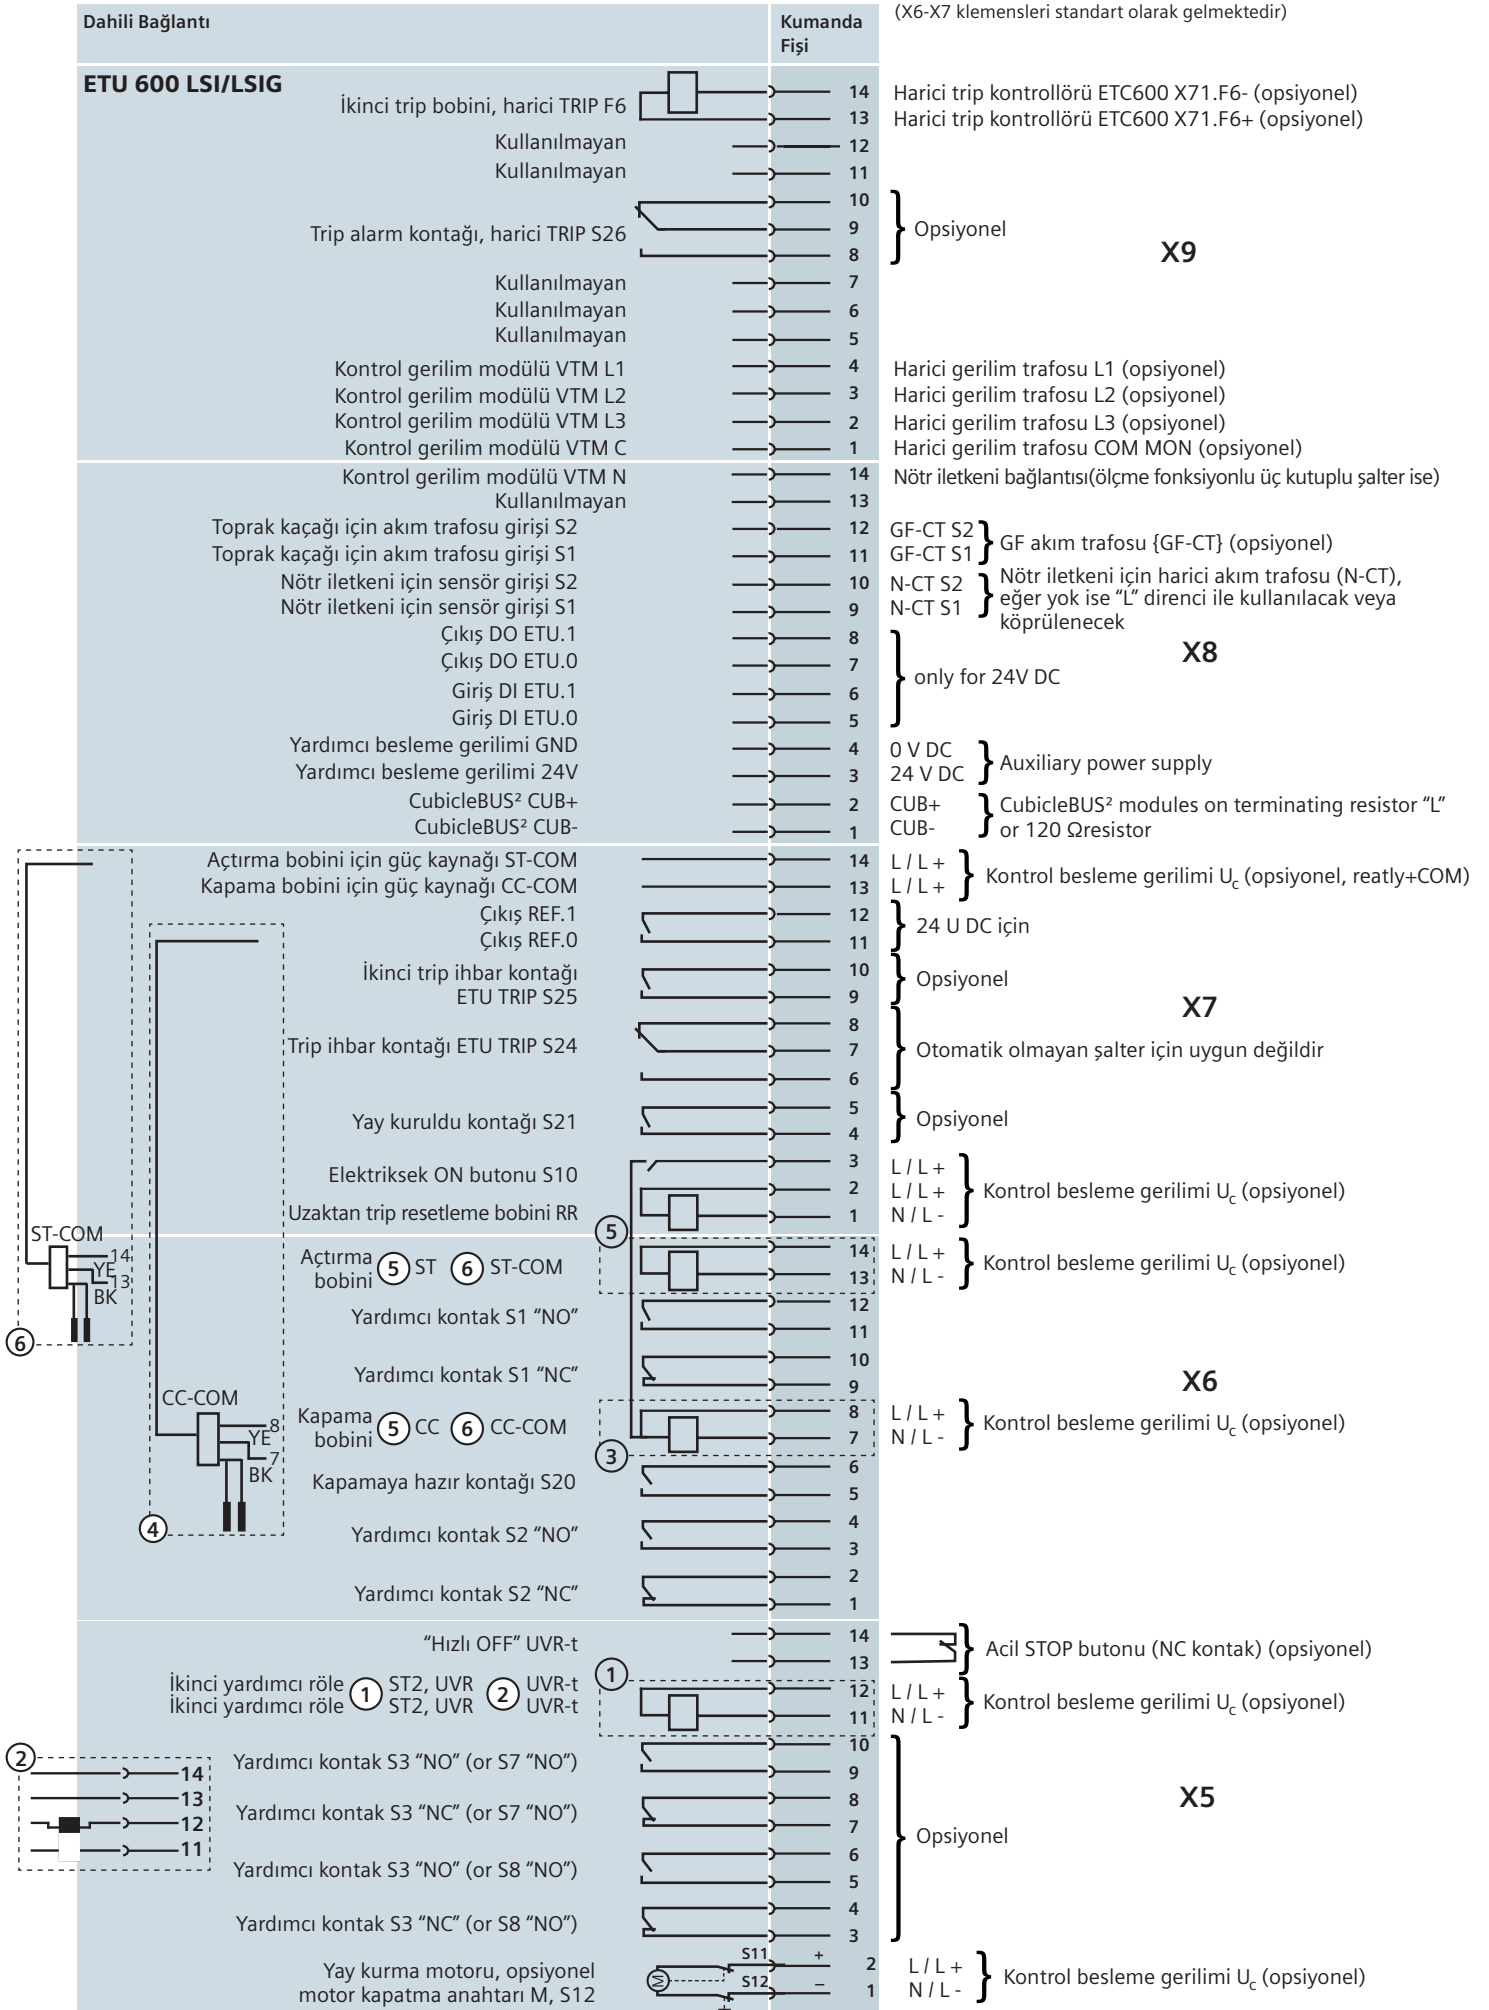 Dahili Bağlantı
Kumanda Fişi
(X6-X7 klemensleri standart olarak gelmektedir)
ETU 600 LSI/LSIG
İkinci trip bobini, harici TRIP F6
14 Harici trip kontrollörü ETC600 X71.F6- (opsiyonel)
13 Harici trip kontrollörü ETC600 X71.F6+ (opsiyonel)
Kullanılmayan 12
Kullanılmayan 11
10
Trip alarm kontağı, harici TRIP S26 9 Opsiyonel
8
X9
Kullanılmayan 7
Kullanılmayan 6
Kullanılmayan 5
Kontrol gerilim modülü VTM L1 4 Harici gerilim trafosu L1 (opsiyonel)
Kontrol gerilim modülü VTM L2 3 Harici gerilim trafosu L2 (opsiyonel)
Kontrol gerilim modülü VTM L3 2 Harici gerilim trafosu L3 (opsiyonel)
Kontrol gerilim modülü VTM C 1 Harici gerilim trafosu COM MON (opsiyonel)
Kontrol gerilim modülü VTM N 14 Nötr iletkeni bağlantısı(ölçme fonksiyonlu üç kutuplu şalter ise)
Kullanılmayan 13
Toprak kaçağı için akım trafosu girişi S2 12 GF-CT S2
Toprak kaçağı için akım trafosu girişi S1 11 GF-CT S1
GF akım trafosu {GF-CT} (opsiyonel)
Nötr iletkeni için sensör girişi S2 10 N-CT S2
Nötr iletkeni için sensör girişi S1 9 N-CT S1
Nötr iletkeni için harici akım trafosu (N-CT),
eğer yok ise “L” direnci ile kullanılacak veya
köprülenecek
Çıkış DO ETU.1 8
Çıkış DO ETU.0 7
X8
only for 24V DC
Giriş DI ETU.1 6
Giriş DI ETU.0 5
Yardımcı besleme gerilimi GND 4 0 V DC
Yardımcı besleme gerilimi 24V 3 24 V DC
Auxiliary power supply
CubicleBUS² CUB+ 2 CUB+
CubicleBUS² CUB- 1 CUB-
CubicleBUS² modules on terminating resistor “L”
or 120 Ωresistor
Açtırma bobini için güç kaynağı ST-COM 14 L / L +
Kapama bobini için güç kaynağı CC-COM 13 L / L +
Kontrol besleme gerilimi Uc (opsiyonel, reatly+COM)
Çıkış REF.1 12
Çıkış REF.0 11
24 U DC için
İkinci trip ihbar kontağı 10
ETU TRIP S25 9
Opsiyonel
X7
8
Trip ihbar kontağı ETU TRIP S24 7 Otomatik olmayan şalter için uygun değildir
6
5
Yay kuruldu kontağı S21 Opsiyonel
4
Elektriksek ON butonu S10 3 L / L +
2 L / L +
Uzaktan trip resetleme bobini RR 1 N / L -
Kontrol besleme gerilimi Uc (opsiyonel)
5
ST-COM
14
YE
13
BK
6
Açtırma bobini 5 ST 6 ST-COM
14 L / L +
13 N / L -
Kontrol besleme gerilimi Uc (opsiyonel)
12
Yardımcı kontak S1 “NO”
11
10
Yardımcı kontak S1 “NC”
9
X6
CC-COM
8
YE
7
BK
4
Kapama bobini 5 CC 6 CC-COM
8 L / L +
7 N / L -
Kontrol besleme gerilimi Uc (opsiyonel)
3
6
Kapamaya hazır kontağı S20
5
4
Yardımcı kontak S2 “NO”
3
2
Yardımcı kontak S2 “NC”
1
“Hızlı OFF” UVR-t 14
13
Acil STOP butonu (NC kontak) (opsiyonel)
1
İkinci yardımcı röle 1 ST2, UVR 2 UVR-t 12 L / L +
İkinci yardımcı röle ST2, UVR UVR-t 11 N / L -
Kontrol besleme gerilimi Uc (opsiyonel)
2
14
13
12
11
10
Yardımcı kontak S3 “NO” (or S7 “NO”)
9
8
Yardımcı kontak S3 “NC” (or S7 “NO”)
7
X5
Opsiyonel
6
Yardımcı kontak S3 “NO” (or S8 “NO”)
5
4
Yardımcı kontak S3 “NC” (or S8 “NO”)
3
Yay kurma motoru, opsiyonel
motor kapatma anahtarı M, S12
M
S11 + 2 L / L +
S12 – 1 N / L -
Kontrol besleme gerilimi Uc (opsiyonel)